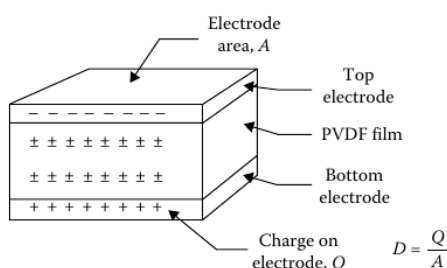 Electrode
area, A
Top
electrode
− − − − − − − −
PVDF film
± ± ± ± ± ± ± ±
± ± ± ± ± ± ± ±
Bottom
electrode
+ + + + + + + +
Charge on
electrode, Q
D = Q
A